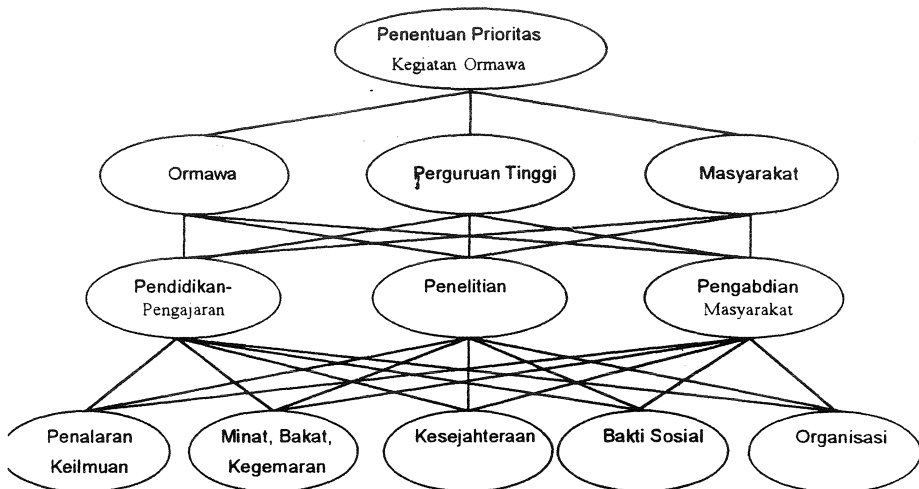 Penentuan Prioritas
Kegiatan Ormawa
Ormawa
Perguruan Tinggi
Masyarakat
Pendidikan-
Pengajaran
Penelitian
Pengabdian
Masyarakat
Penalaran
Keilmuan
Minat, Bakat,
Kegemaran
Kesejahteraan
Bakti Sosial
Organisasi